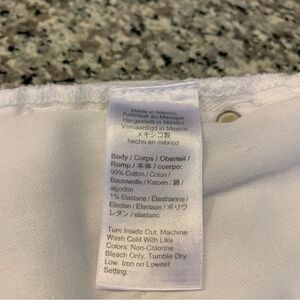 Made in Mexico
Fabriqué au Mexique
Hergestellt in Mexiko
Vervaardigd in Mexico
メキシコ製
hecho en méxico
Body / Corps / Oberteil /
Romp / 本体 / cuerpo:
99% Cotton / Coton /
Baumwolle / Katoen / 綿 /
algodón
1% Elastane / Élasthanne /
Elastan / Elastaan / ポリウ
レタン / elastano
Turn Inside Out. Machine
Wash Cold With Like
Colors. Non-Chlorine
Bleach Only. Tumble Dry
Low. Iron on Lowest
Setting.